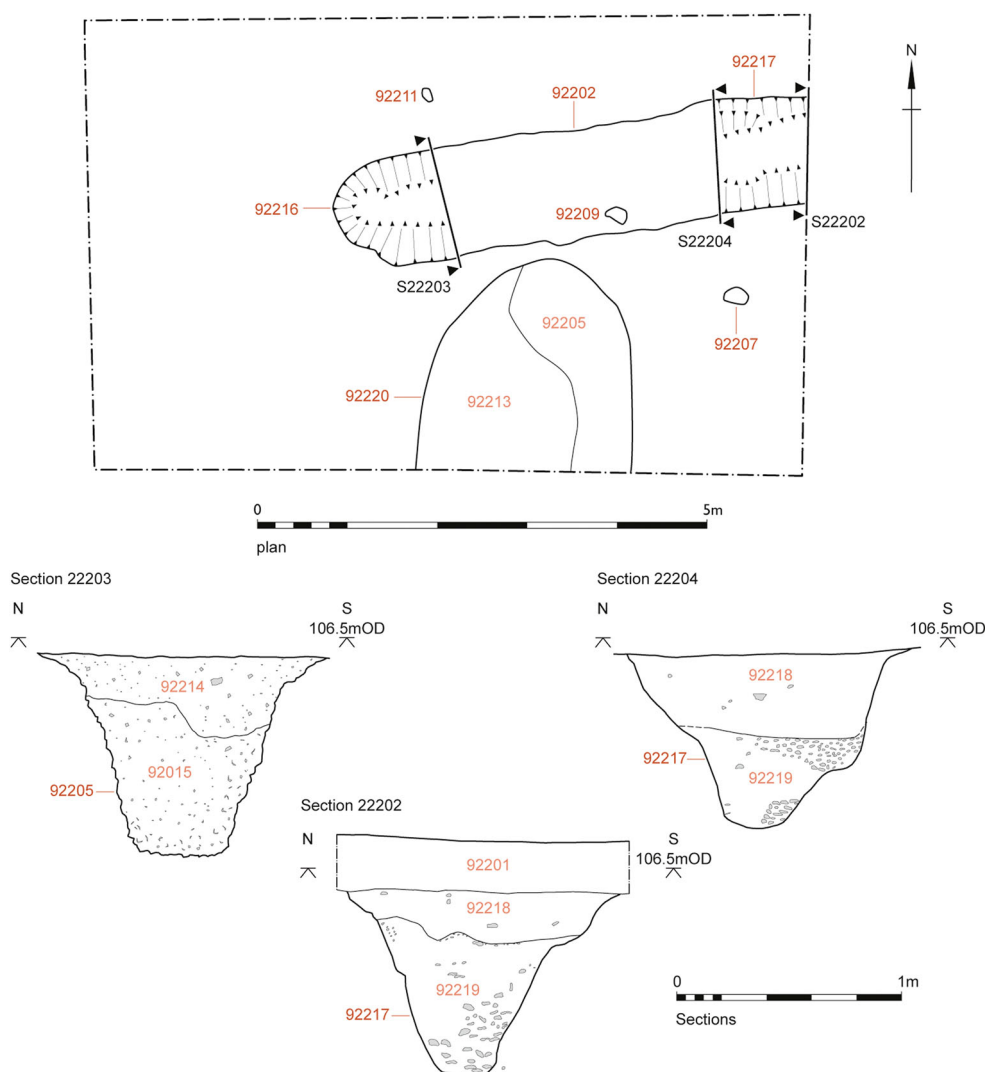 N
92217
92211
92202
92216
92209
S22204
S22202
S22203
92205
92207
92220
92213
0
5m
plan
Section 22203
N
S
106.5mOD
92214
92015
92205
Section 22204
N
S
106.5mOD
92218
92217
92219
Section 22202
N
S
106.5mOD
92201
92218
92219
92217
0
1m
Sections